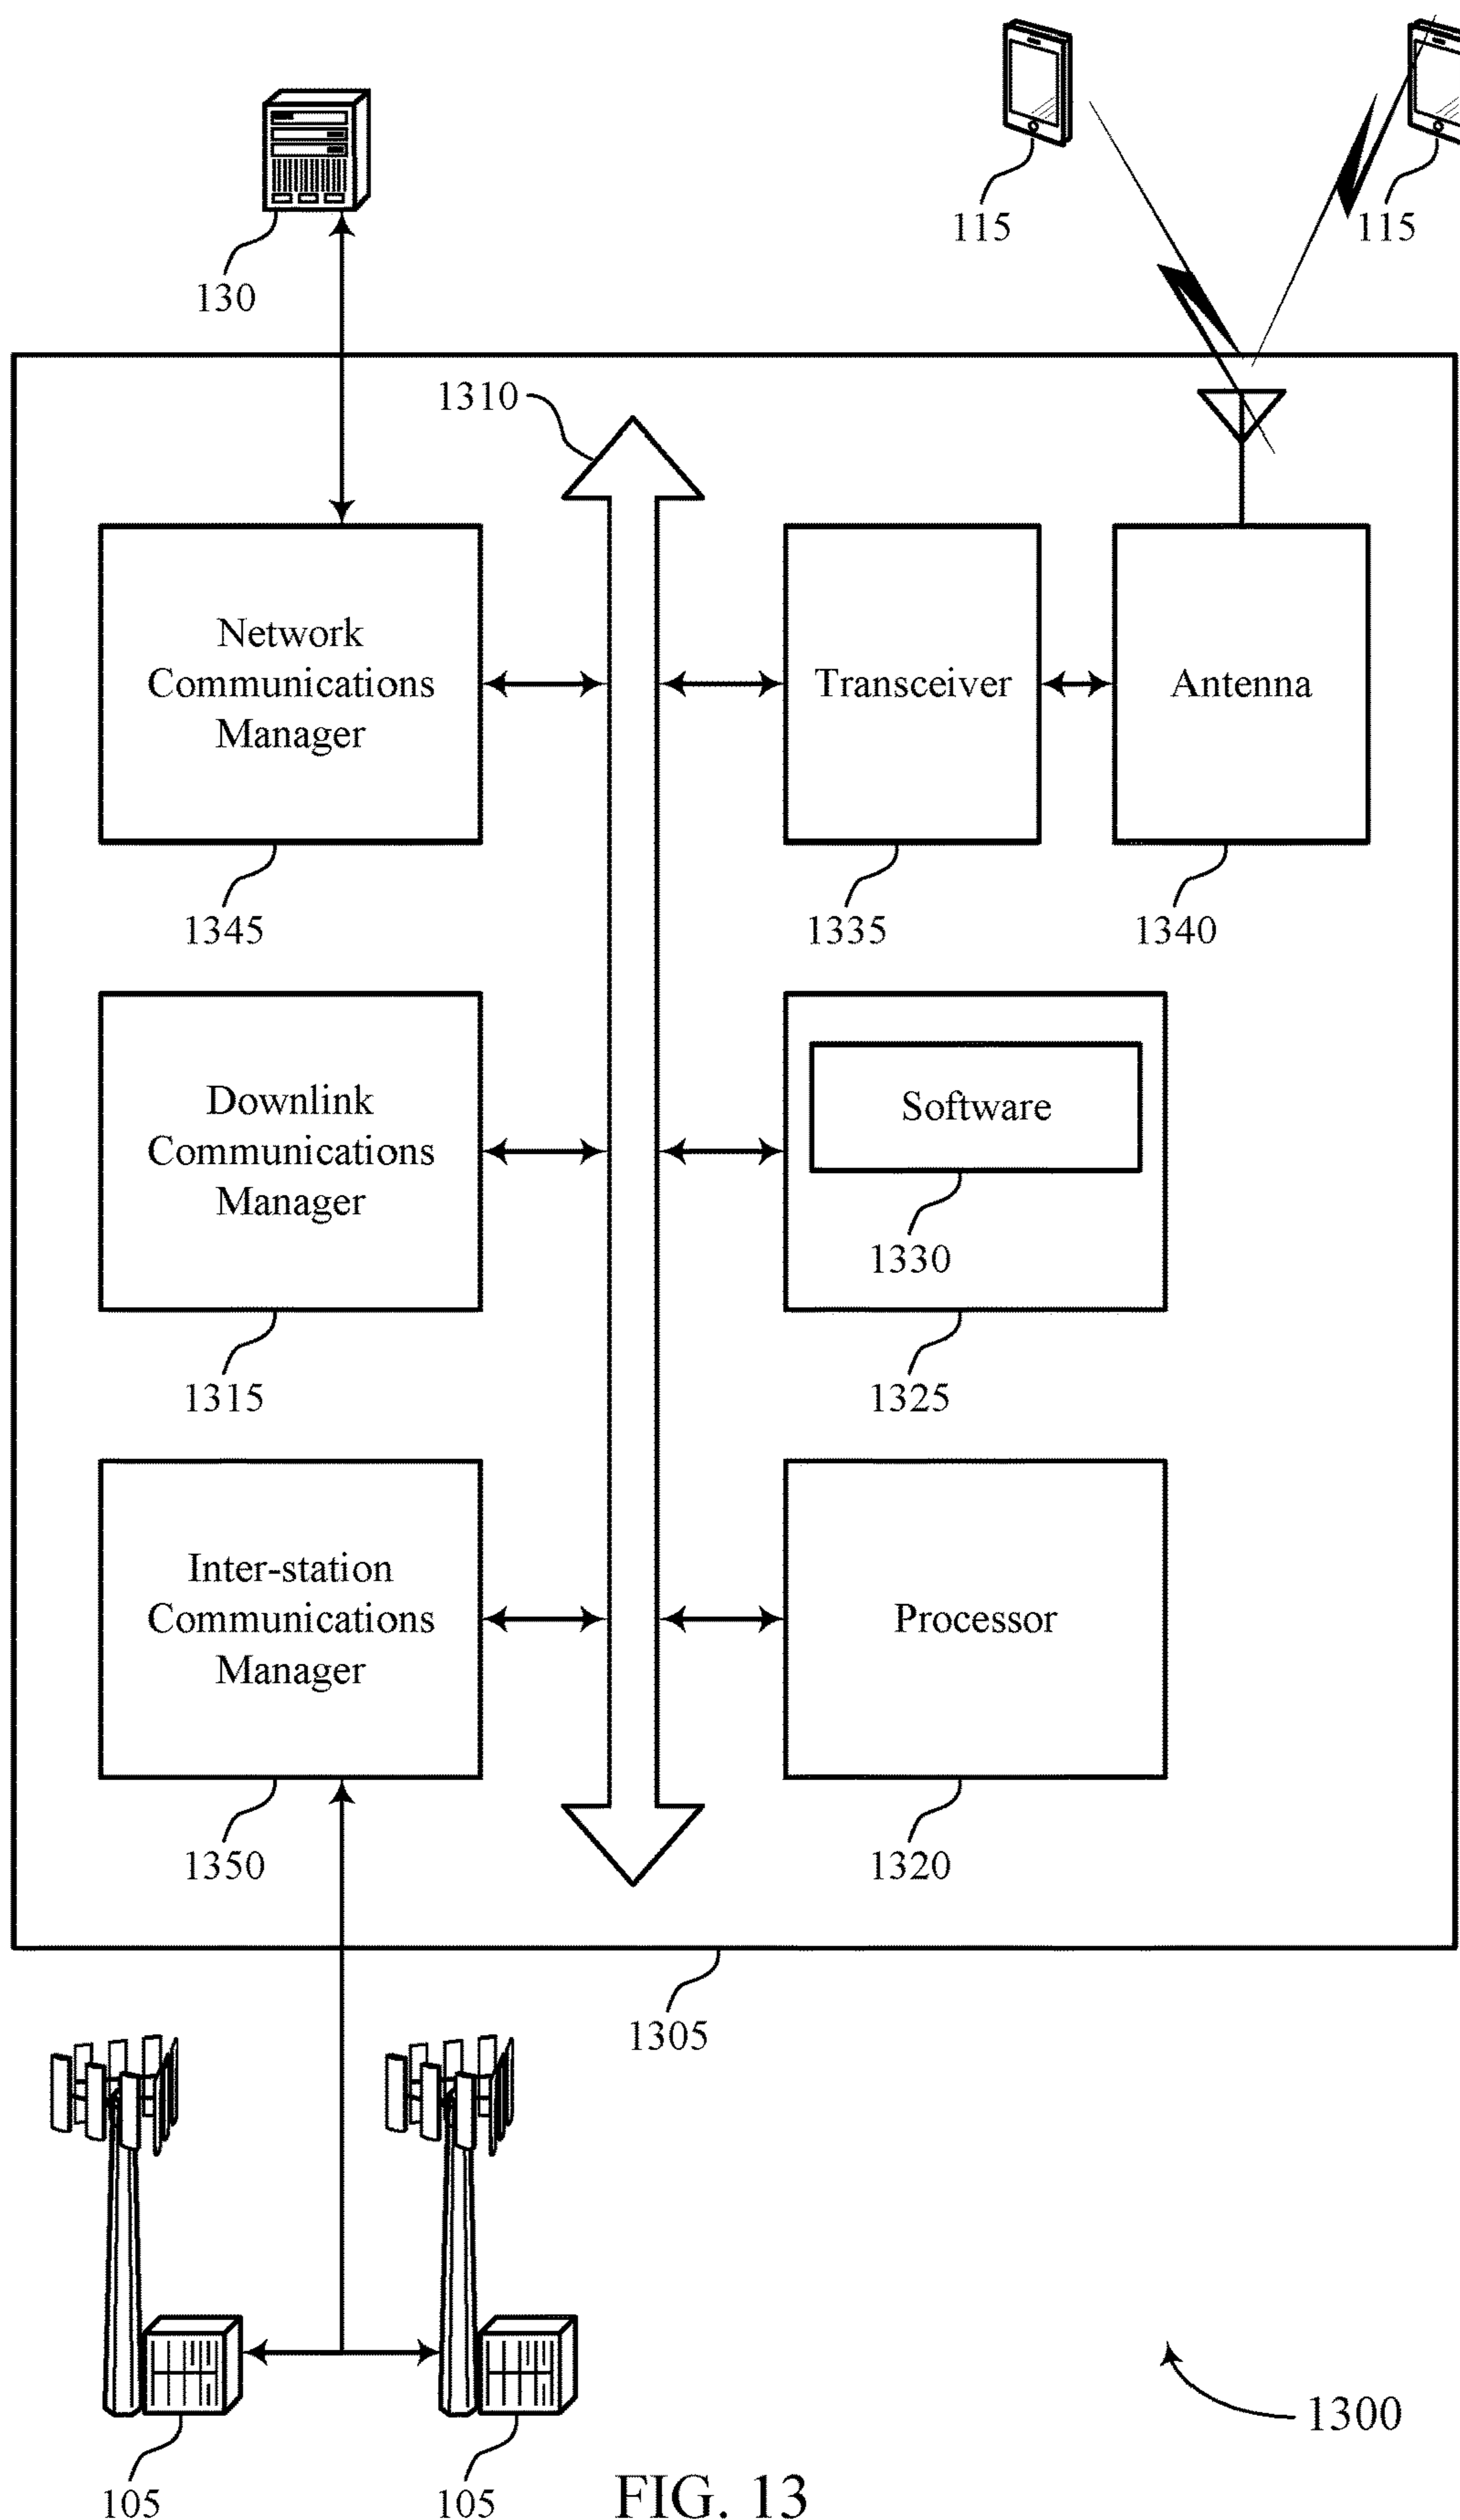 115
115
130
1310
Network
Communications
Manager
Transceiver
Antenna
1345
1335
1340
Downlink
Communications
Manager
Software
1330
1315
1325
Inter-station
Communications
Manager
Processor
1350
1320
1305
1300
105
105
FIG. 13